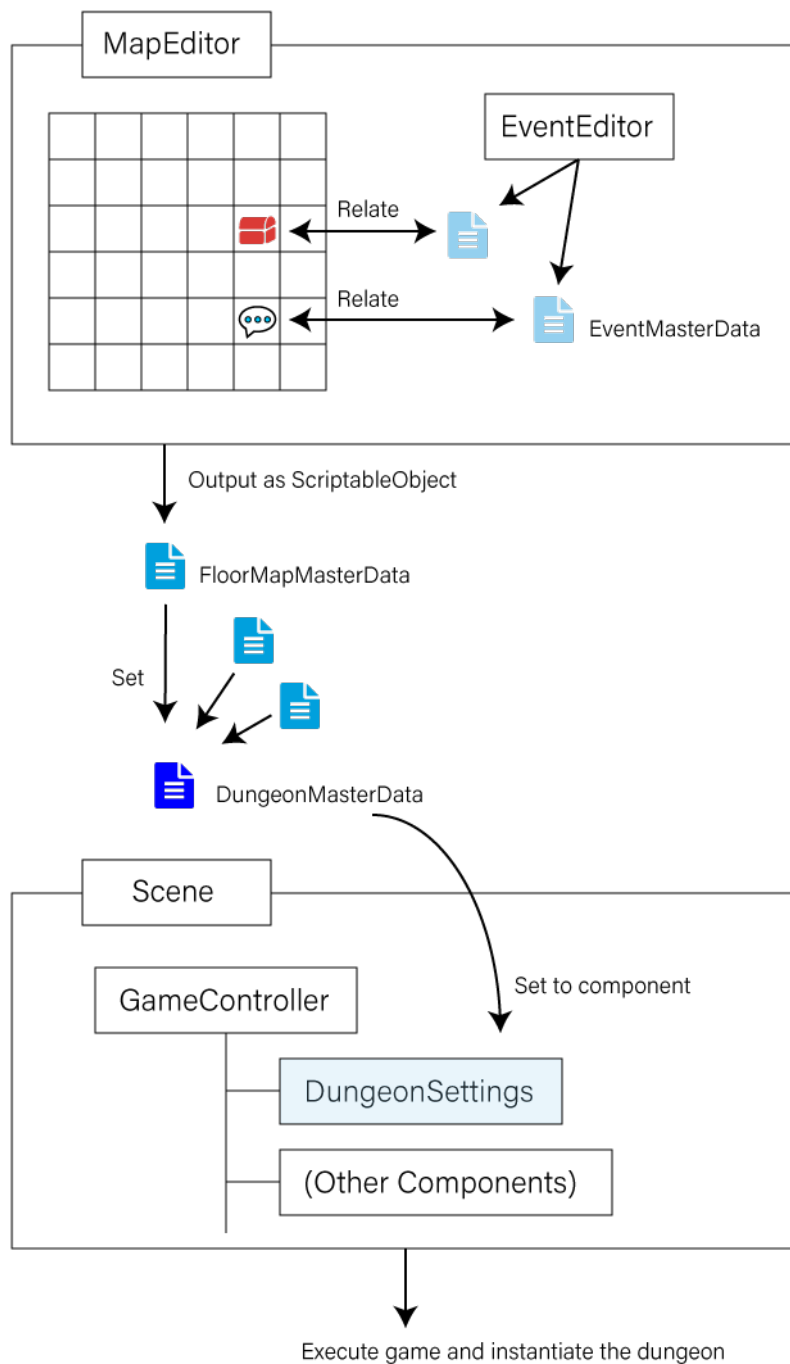 MapEditor
EventEditor
Relate
Relate
EventMasterData
Output as ScriptableObject
FloorMapMasterData
Set
DungeonMasterData
Scene
GameController
Set to component
DungeonSettings
(Other Components)
Execute game and instantiate the dungeon